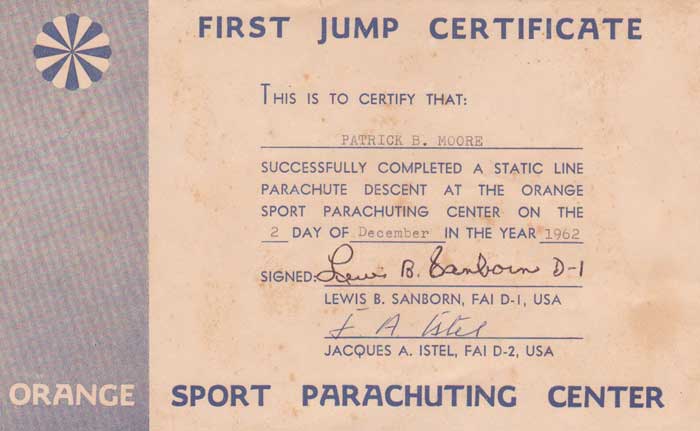 FIRST JUMP CERTIFICATE
THIS IS TO CERTIFY THAT:
PATRICK B. MOORE
SUCCESSFULLY COMPLETED A STATIC LINE
PARACHUTE DESCENT AT THE ORANGE
SPORT PARACHUTING CENTER ON THE
2 DAY OF December IN THE YEAR 1962
SIGNED: Lewis B. Sanborn D-1
LEWIS B. SANBORN, FAI D-1, USA
J. A. Istel
JACQUES A. ISTEL, FAI D-2, USA
ORANGE SPORT PARACHUTING CENTER